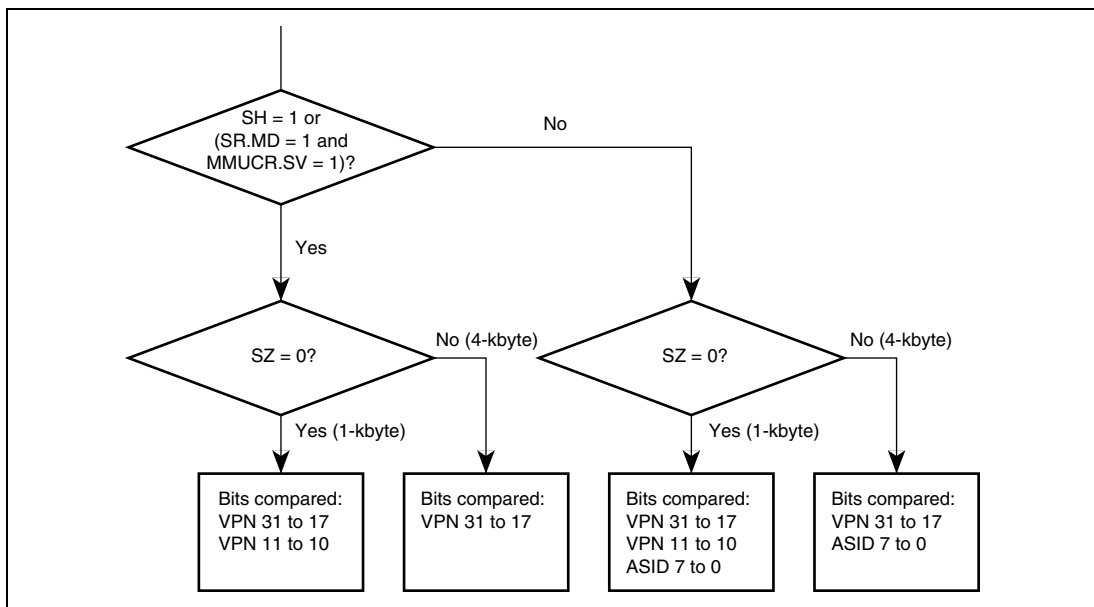 SH = 1 or
(SR.MD = 1 and
MMUCR.SV = 1)?
No
Yes
SZ = 0?
No (4-kbyte)
SZ = 0?
No (4-kbyte)
Yes (1-kbyte)
Yes (1-kbyte)
Bits compared:
VPN 31 to 17
VPN 11 to 10
Bits compared:
VPN 31 to 17
Bits compared:
VPN 31 to 17
VPN 11 to 10
ASID 7 to 0
Bits compared:
VPN 31 to 17
ASID 7 to 0